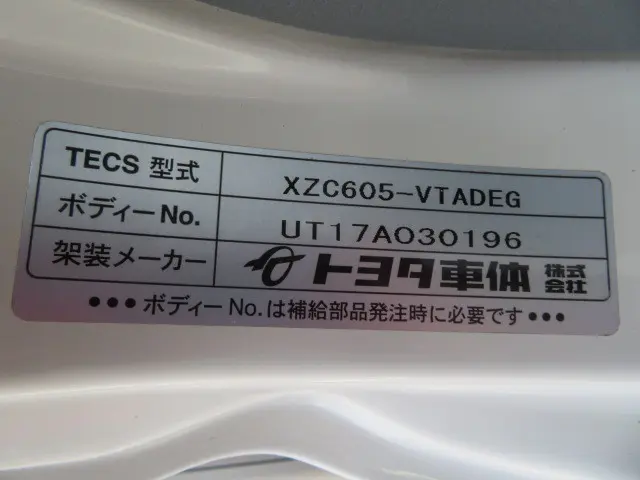 TECS 型式 XZC605-VTADEG
ボディーNo. UT17A030196
架装メーカー トヨタ車体 株式会社
•••ボディーNo.は補給部品発注時に必要です•••